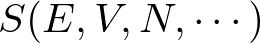 S(E, V, N, ⋯)